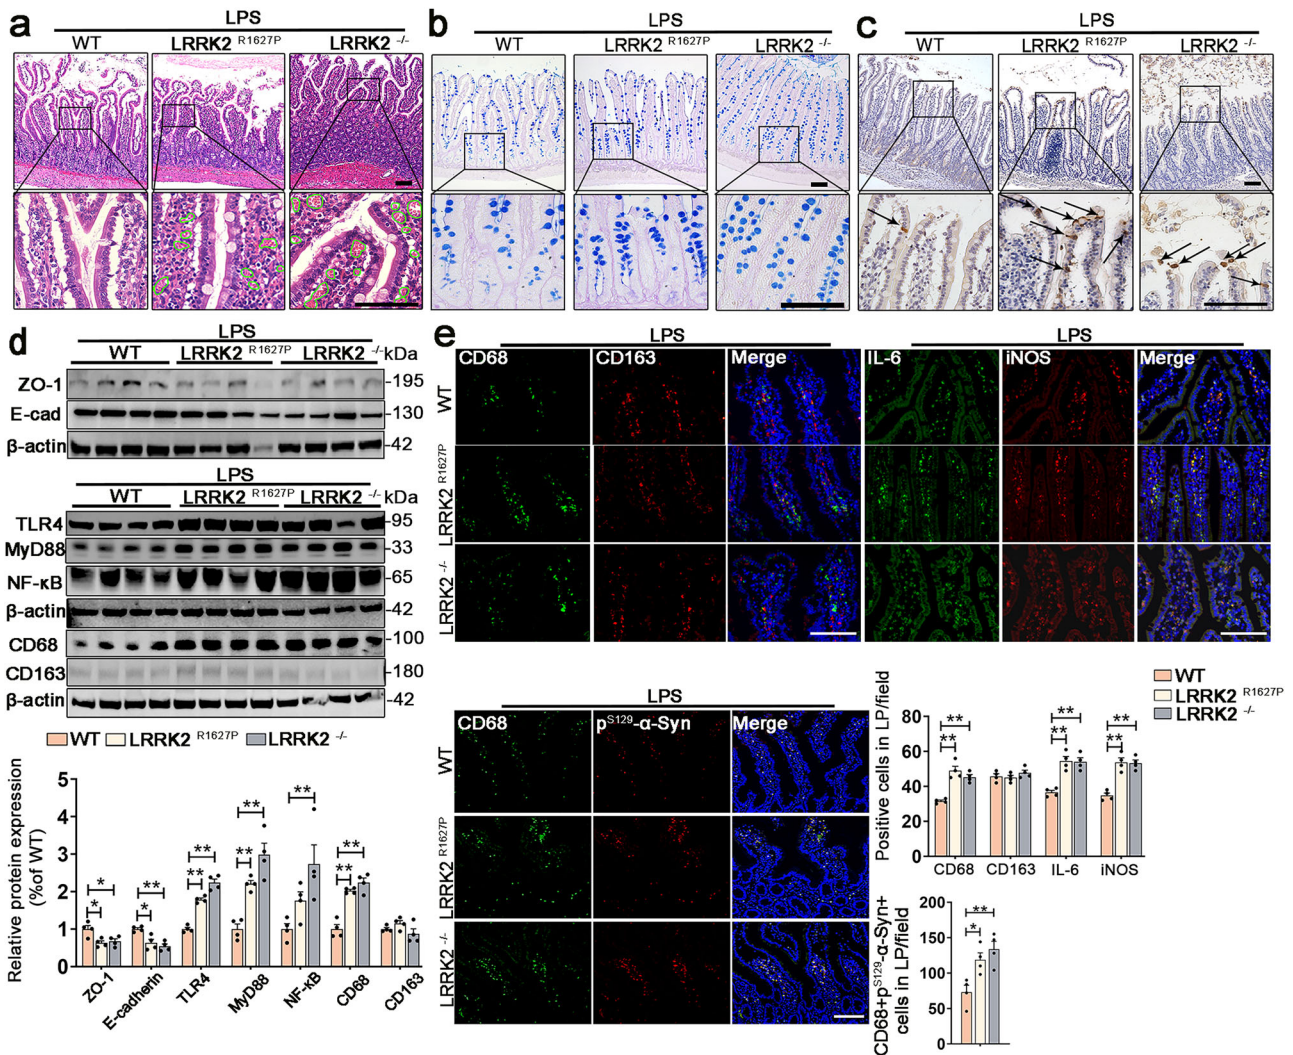 a
LPS
WT
LRRK2 R1627P
LRRK2 -/-
b
LPS
WT
LRRK2 R1627P
LRRK2 -/-
c
LPS
WT
LRRK2 R1627P
LRRK2 -/-
d
LPS
WT LRRK2 R1627P LRRK2 -/- kDa
ZO-1 -195
E-cad -130
β-actin -42
LPS
WT LRRK2 R1627P LRRK2 -/- kDa
TLR4 -95
MyD88 -33
NF-κB -65
β-actin -42
CD68 -100
CD163 -180
β-actin -42
WT LRRK2 R1627P LRRK2 -/-
Relative protein expression
(% of WT)
5
4
3
2
1
0
* *
* **
** **
** **
**
** **
ZO-1
E-cadherin
TLR4
MyD88
NF-κB
CD68
CD163
e
LPS
CD68 CD163 Merge
WT
LRRK2 R1627P
LRRK2 -/-
LPS
IL-6 iNOS Merge
LPS
CD68 pS129-α-Syn Merge
WT
LRRK2 R1627P
LRRK2 -/-
WT
LRRK2 R1627P
LRRK2 -/-
Positive cells in LP/field
80
60
40
20
0
** **
** **
** **
CD68 CD163 IL-6 iNOS
CD68+pS129-α-Syn+
cells in LP/field
200
150
100
50
0
**
*